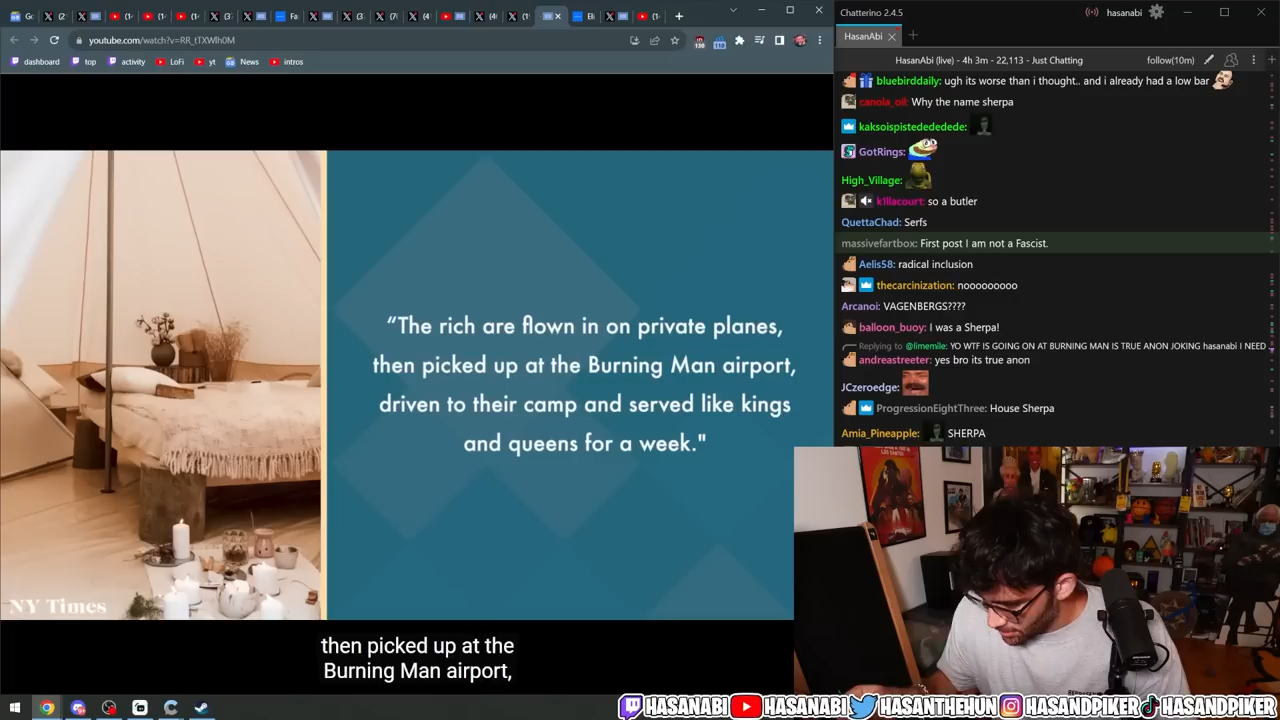 youtube.com/watch?v=RR_tTXWlh0M
dashboard
top
activity
LoFi
yt
News
intros
“The rich are flown in on private planes,
then picked up at the Burning Man airport,
driven to their camp and served like kings
and queens for a week."
NY Times
then picked up at the
Burning Man airport,
Chatterino 2.4.5
hasanabi
HasanAbi
HasanAbi (live) - 4h 3m - 22,113 - Just Chatting
follow(10m)
bluebirddaily: ugh its worse than i thought.. and i already had a low bar
canola_oil: Why the name sherpa
kaksoispistedededede:
GotRings:
High_Village:
k1llacourt: so a butler
QuettaChad: Serfs
massivefartbox: First post I am not a Fascist.
Aelis58: radical inclusion
thecarcinization: nooooooooo
Arcanoi: VAGENBERGS????
balloon_buoy: I was a Sherpa!
Replying to @limemile: YO WTF IS GOING ON AT BURNING MAN IS TRUE ANON JOKING hasanabi I NEED
andreastreeter: yes bro its true anon
JCzeroedge:
ProgressionEightThree: House Sherpa
Amia_Pineapple: SHERPA
HASANABI
HASANABI
HASANTHEHUN
HASANDPIKER
HASANDPIKER